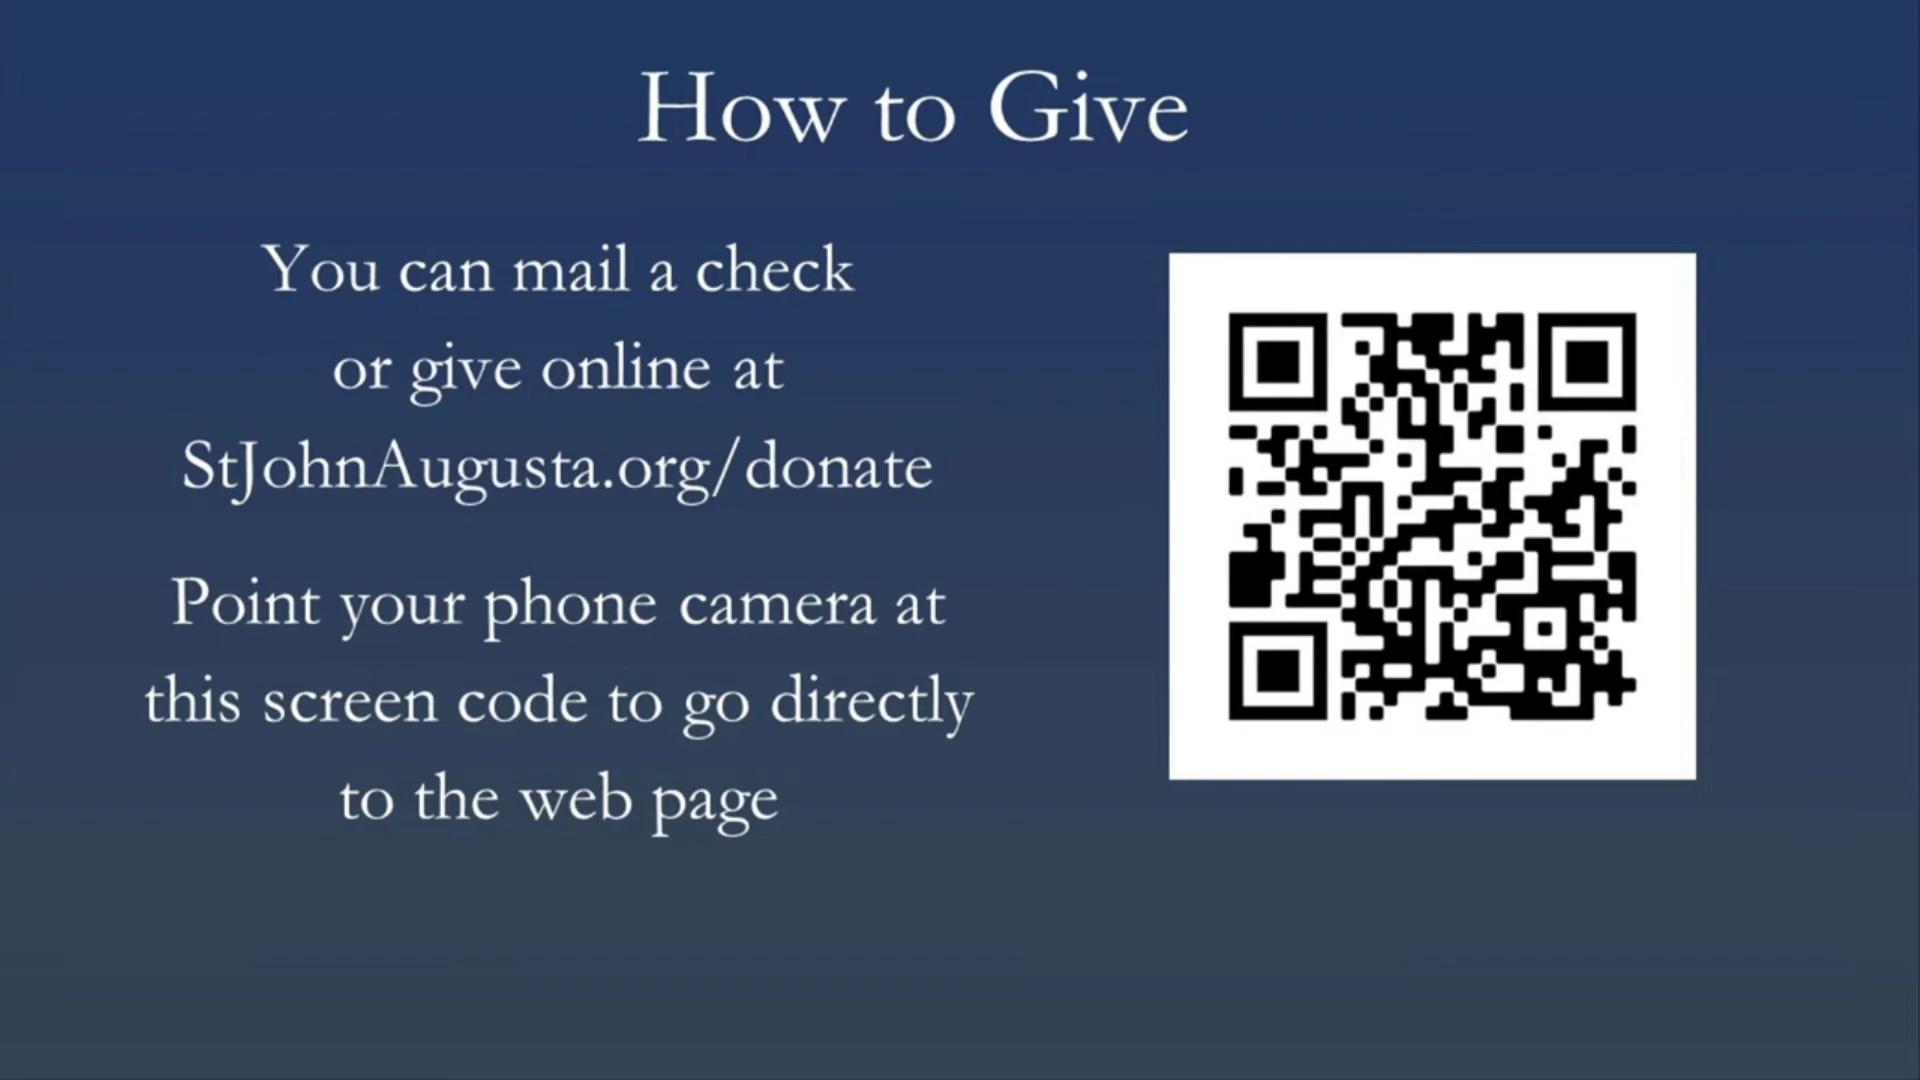 How to Give
You can mail a check
or give online at
StJohnAugusta.org/donate
Point your phone camera at
this screen code to go directly
to the web page